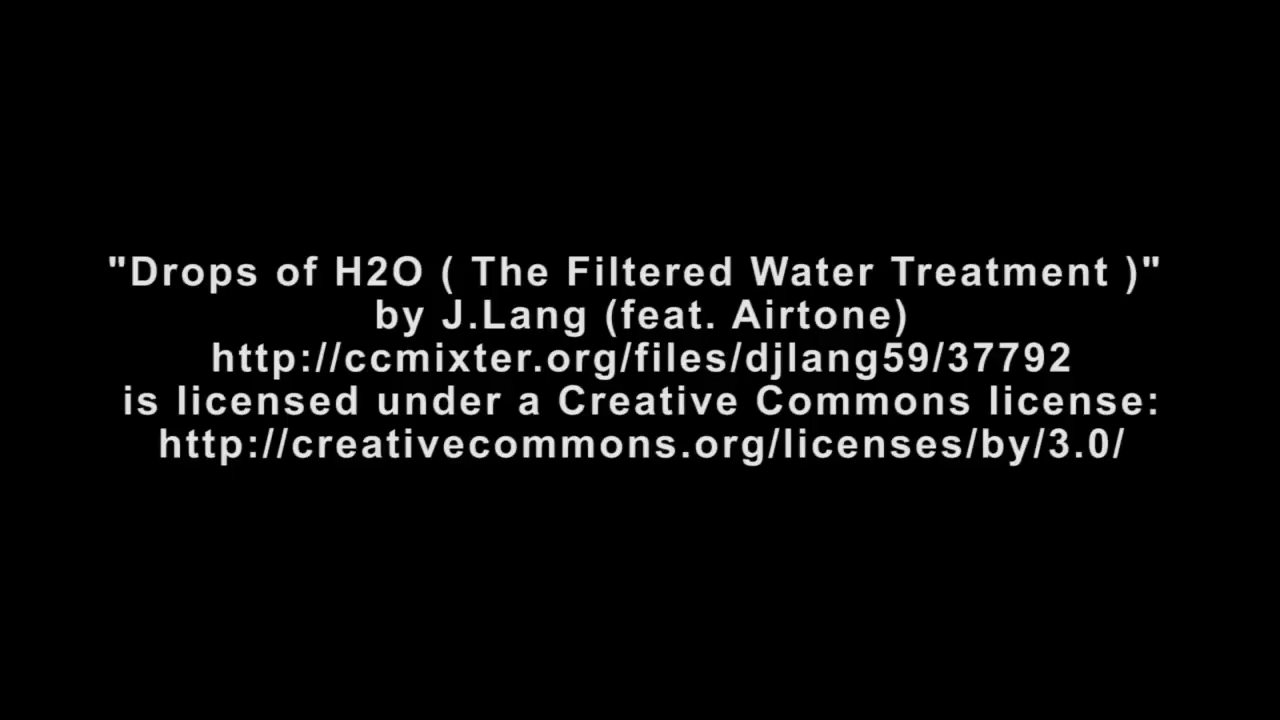 "Drops of H2O ( The Filtered Water Treatment )"
by J.Lang (feat. Airtone)
http://ccmixter.org/files/djlang59/37792
is licensed under a Creative Commons license:
http://creativecommons.org/licenses/by/3.0/